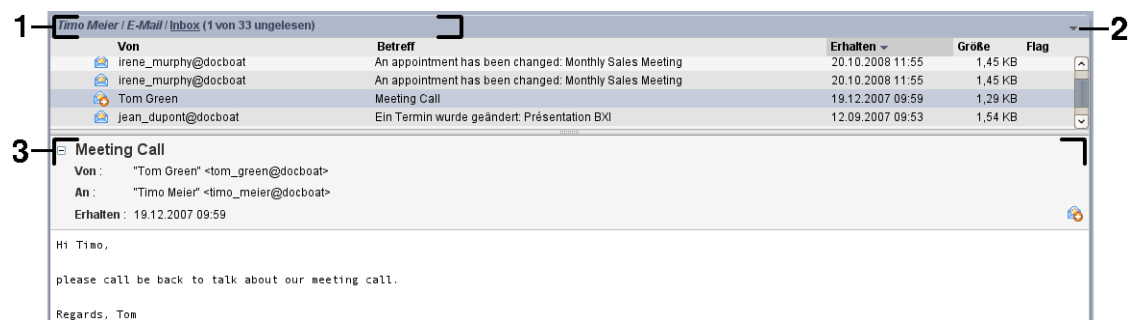 1 Timo Meier / E-Mail / Inbox (1 von 33 ungelesen) 2
Von Betreff Erhalten Größe Flag
irene_murphy@docboat An appointment has been changed: Monthly Sales Meeting 20.10.2008 11:55 1,45 KB
irene_murphy@docboat An appointment has been changed: Monthly Sales Meeting 20.10.2008 11:55 1,45 KB
Tom Green Meeting Call 19.12.2007 09:59 1,29 KB
jean_dupont@docboat Ein Termin wurde geändert: Présentation BXI 12.09.2007 09:53 1,54 KB
3 Meeting Call
Von : "Tom Green" <tom_green@docboat>
An : "Timo Meier" <timo_meier@docboat>
Erhalten : 19.12.2007 09:59
Hi Timo,
please call be back to talk about our meeting call.
Regards, Tom